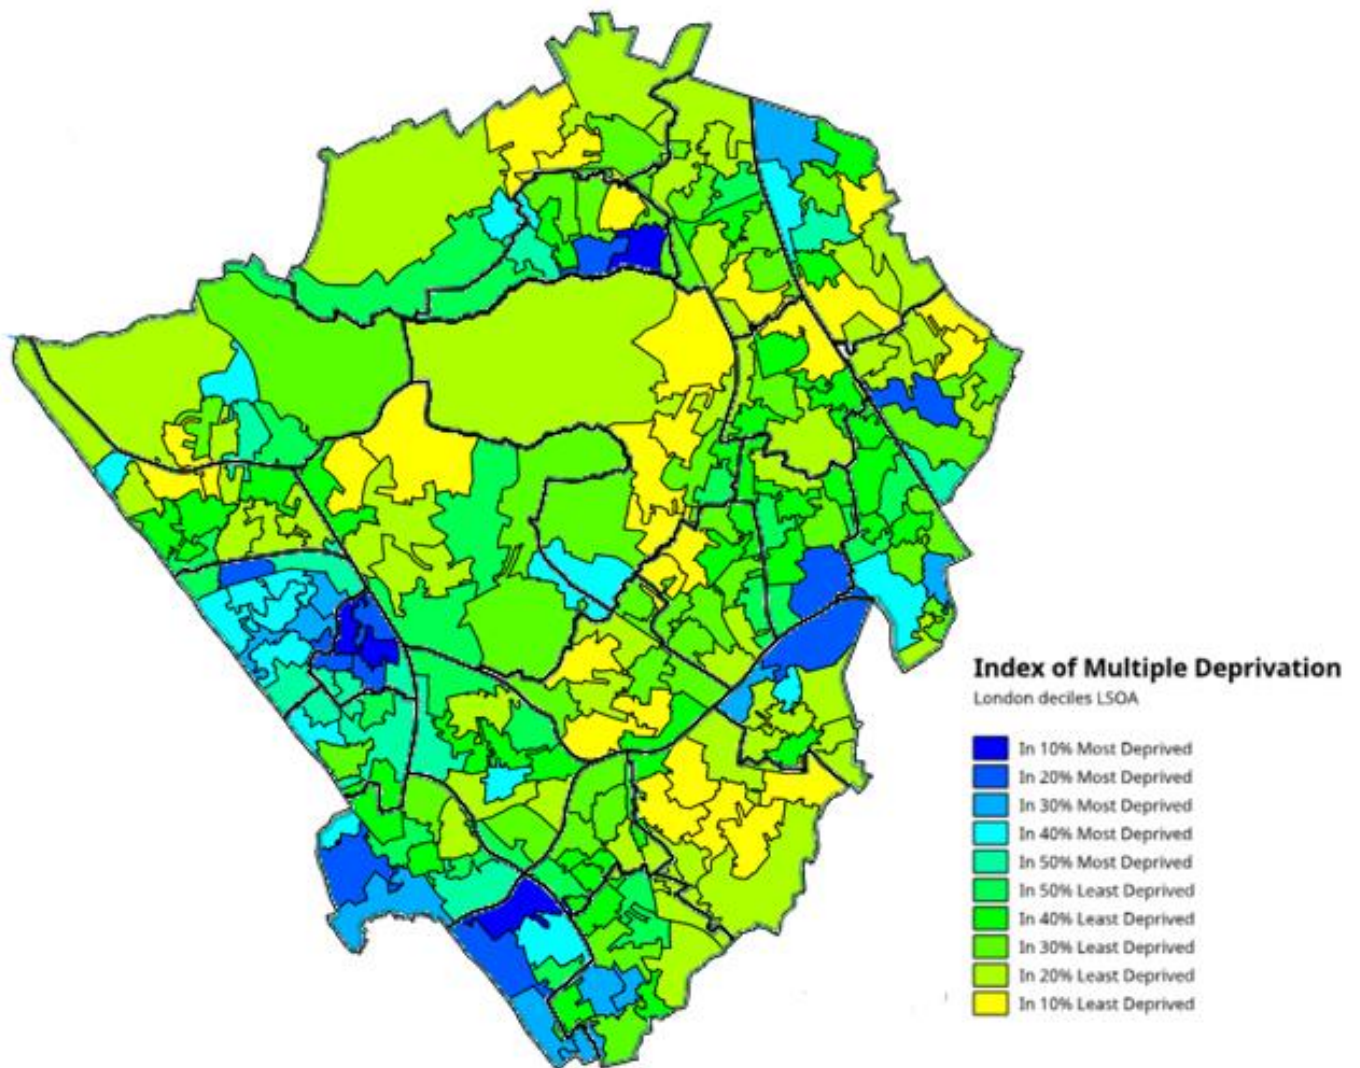 Index of Multiple Deprivation
London deciles LSOA
In 10% Most Deprived
In 20% Most Deprived
In 30% Most Deprived
In 40% Most Deprived
In 50% Most Deprived
In 50% Least Deprived
In 40% Least Deprived
In 30% Least Deprived
In 20% Least Deprived
In 10% Least Deprived